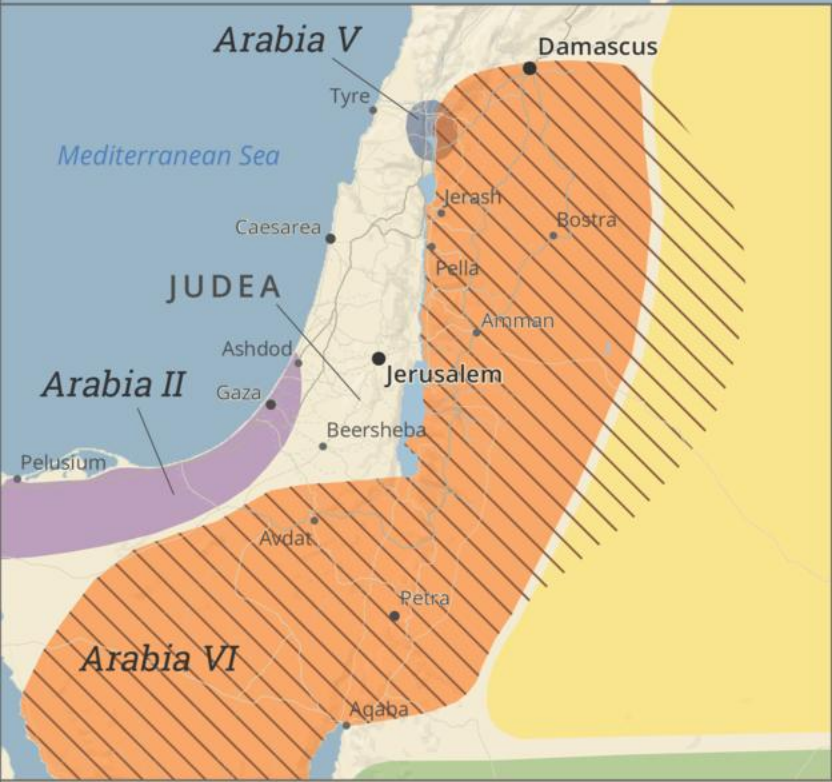 Arabia V
Damascus
Tyre
Mediterranean Sea
Jerash
Bostra
Caesarea
Pella
JUDEA
Amman
Ashdod
Jerusalem
Arabia II
Gaza
Beersheba
Pelusium
Avdat
Petra
Arabia VI
Aqaba